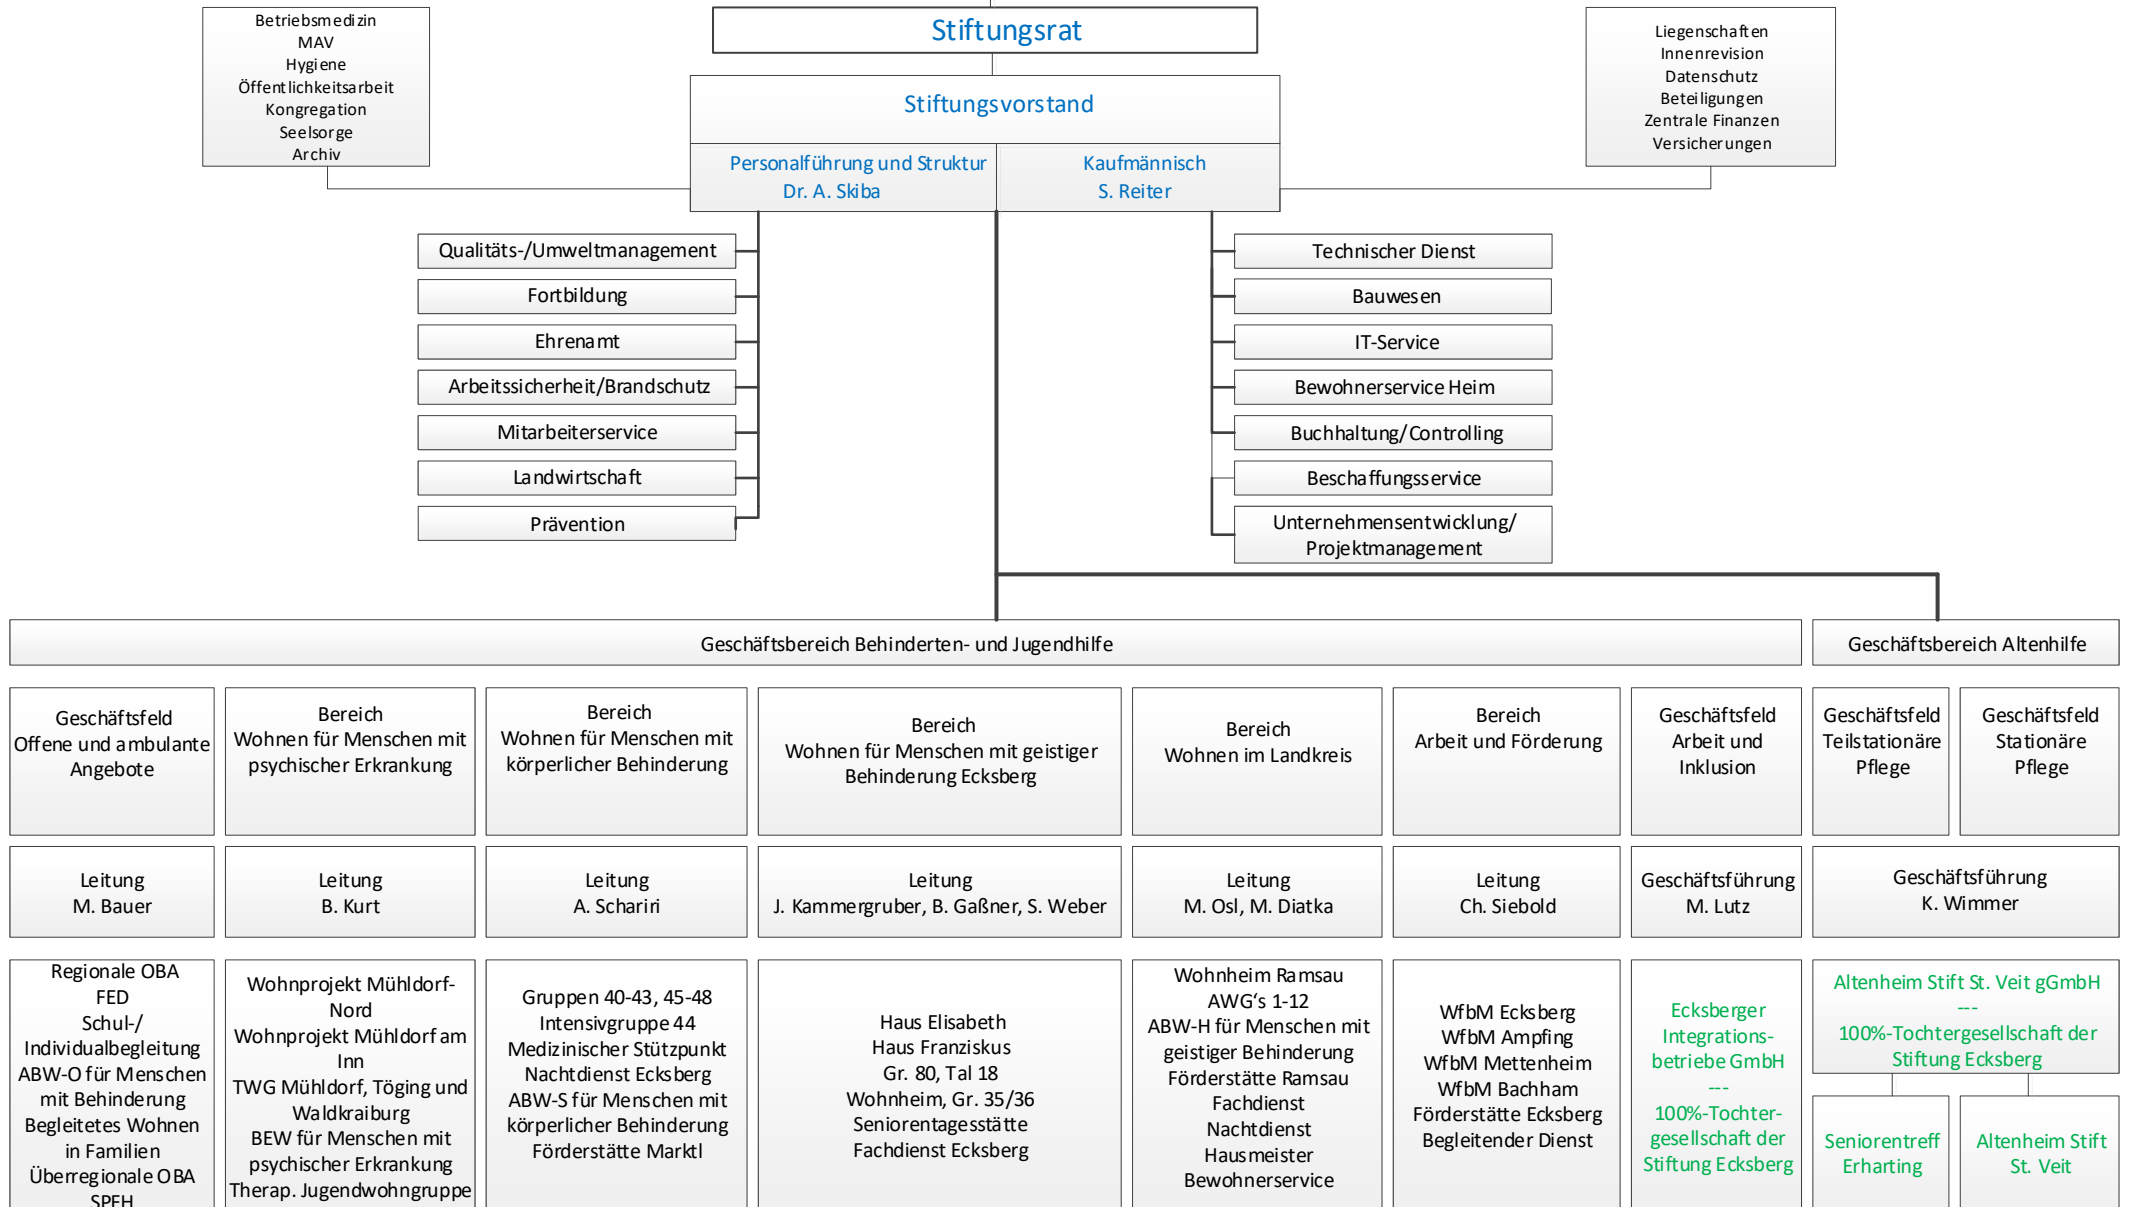 Betriebsmedizin
MAV
Hygiene
Öffentlichkeitsarbeit
Kongregation
Seelsorge
Archiv
Stiftungsrat
Stiftungsvorstand
Personalführung und Struktur
Dr. A. Skiba
Kaufmännisch
S. Reiter
Liegenschaften
Innenrevision
Datenschutz
Beteiligungen
Zentrale Finanzen
Versicherungen
Qualitäts-/Umweltmanagement
Fortbildung
Ehrenamt
Arbeitssicherheit/Brandschutz
Mitarbeiterservice
Landwirtschaft
Prävention
Technischer Dienst
Bauwesen
IT-Service
Bewohnerservice Heim
Buchhaltung/Controlling
Beschaffungsservice
Unternehmensentwicklung/
Projektmanagement
Geschäftsbereich Behinderten- und Jugendhilfe
Geschäftsbereich Altenhilfe
Geschäftsfeld
Offene und ambulante
Angebote
Bereich
Wohnen für Menschen mit
psychischer Erkrankung
Bereich
Wohnen für Menschen mit
körperlicher Behinderung
Bereich
Wohnen für Menschen mit geistiger
Behinderung Ecksberg
Bereich
Wohnen im Landkreis
Bereich
Arbeit und Förderung
Geschäftsfeld
Arbeit und
Inklusion
Geschäftsfeld
Teilstationäre
Pflege
Geschäftsfeld
Stationäre
Pflege
Leitung
M. Bauer
Leitung
B. Kurt
Leitung
A. Schariri
Leitung
J. Kammergruber, B. Gaßner, S. Weber
Leitung
M. Osl, M. Diatka
Leitung
Ch. Siebold
Geschäftsführung
M. Lutz
Geschäftsführung
K. Wimmer
Regionale OBA
FED
Schul-/
Individualbegleitung
ABW-O für Menschen
mit Behinderung
Begleitetes Wohnen
in Familien
Überregionale OBA
SPFH
Wohnprojekt Mühldorf-
Nord
Wohnprojekt Mühldorf am
Inn
TWG Mühldorf, Töging und
Waldkraiburg
BEW für Menschen mit
psychischer Erkrankung
Therap. Jugendwohngruppe
Gruppen 40-43, 45-48
Intensivgruppe 44
Medizinischer Stützpunkt
Nachtdienst Ecksberg
ABW-S für Menschen mit
körperlicher Behinderung
Förderstätte Marktl
Haus Elisabeth
Haus Franziskus
Gr. 80, Tal 18
Wohnheim, Gr. 35/36
Seniorentagesstätte
Fachdienst Ecksberg
Wohnheim Ramsau
AWG‘s 1-12
ABW-H für Menschen mit
geistiger Behinderung
Förderstätte Ramsau
Fachdienst
Nachtdienst
Hausmeister
Bewohnerservice
WfbM Ecksberg
WfbM Ampfing
WfbM Mettenheim
WfbM Bachham
Förderstätte Ecksberg
Begleitender Dienst
Ecksberger
Integrations-
betriebe GmbH
---
100%-Tochter-
gesellschaft der
Stiftung Ecksberg
Altenheim Stift St. Veit gGmbH
---
100%-Tochtergesellschaft der
Stiftung Ecksberg
Seniorentreff
Erharting
Altenheim Stift
St. Veit